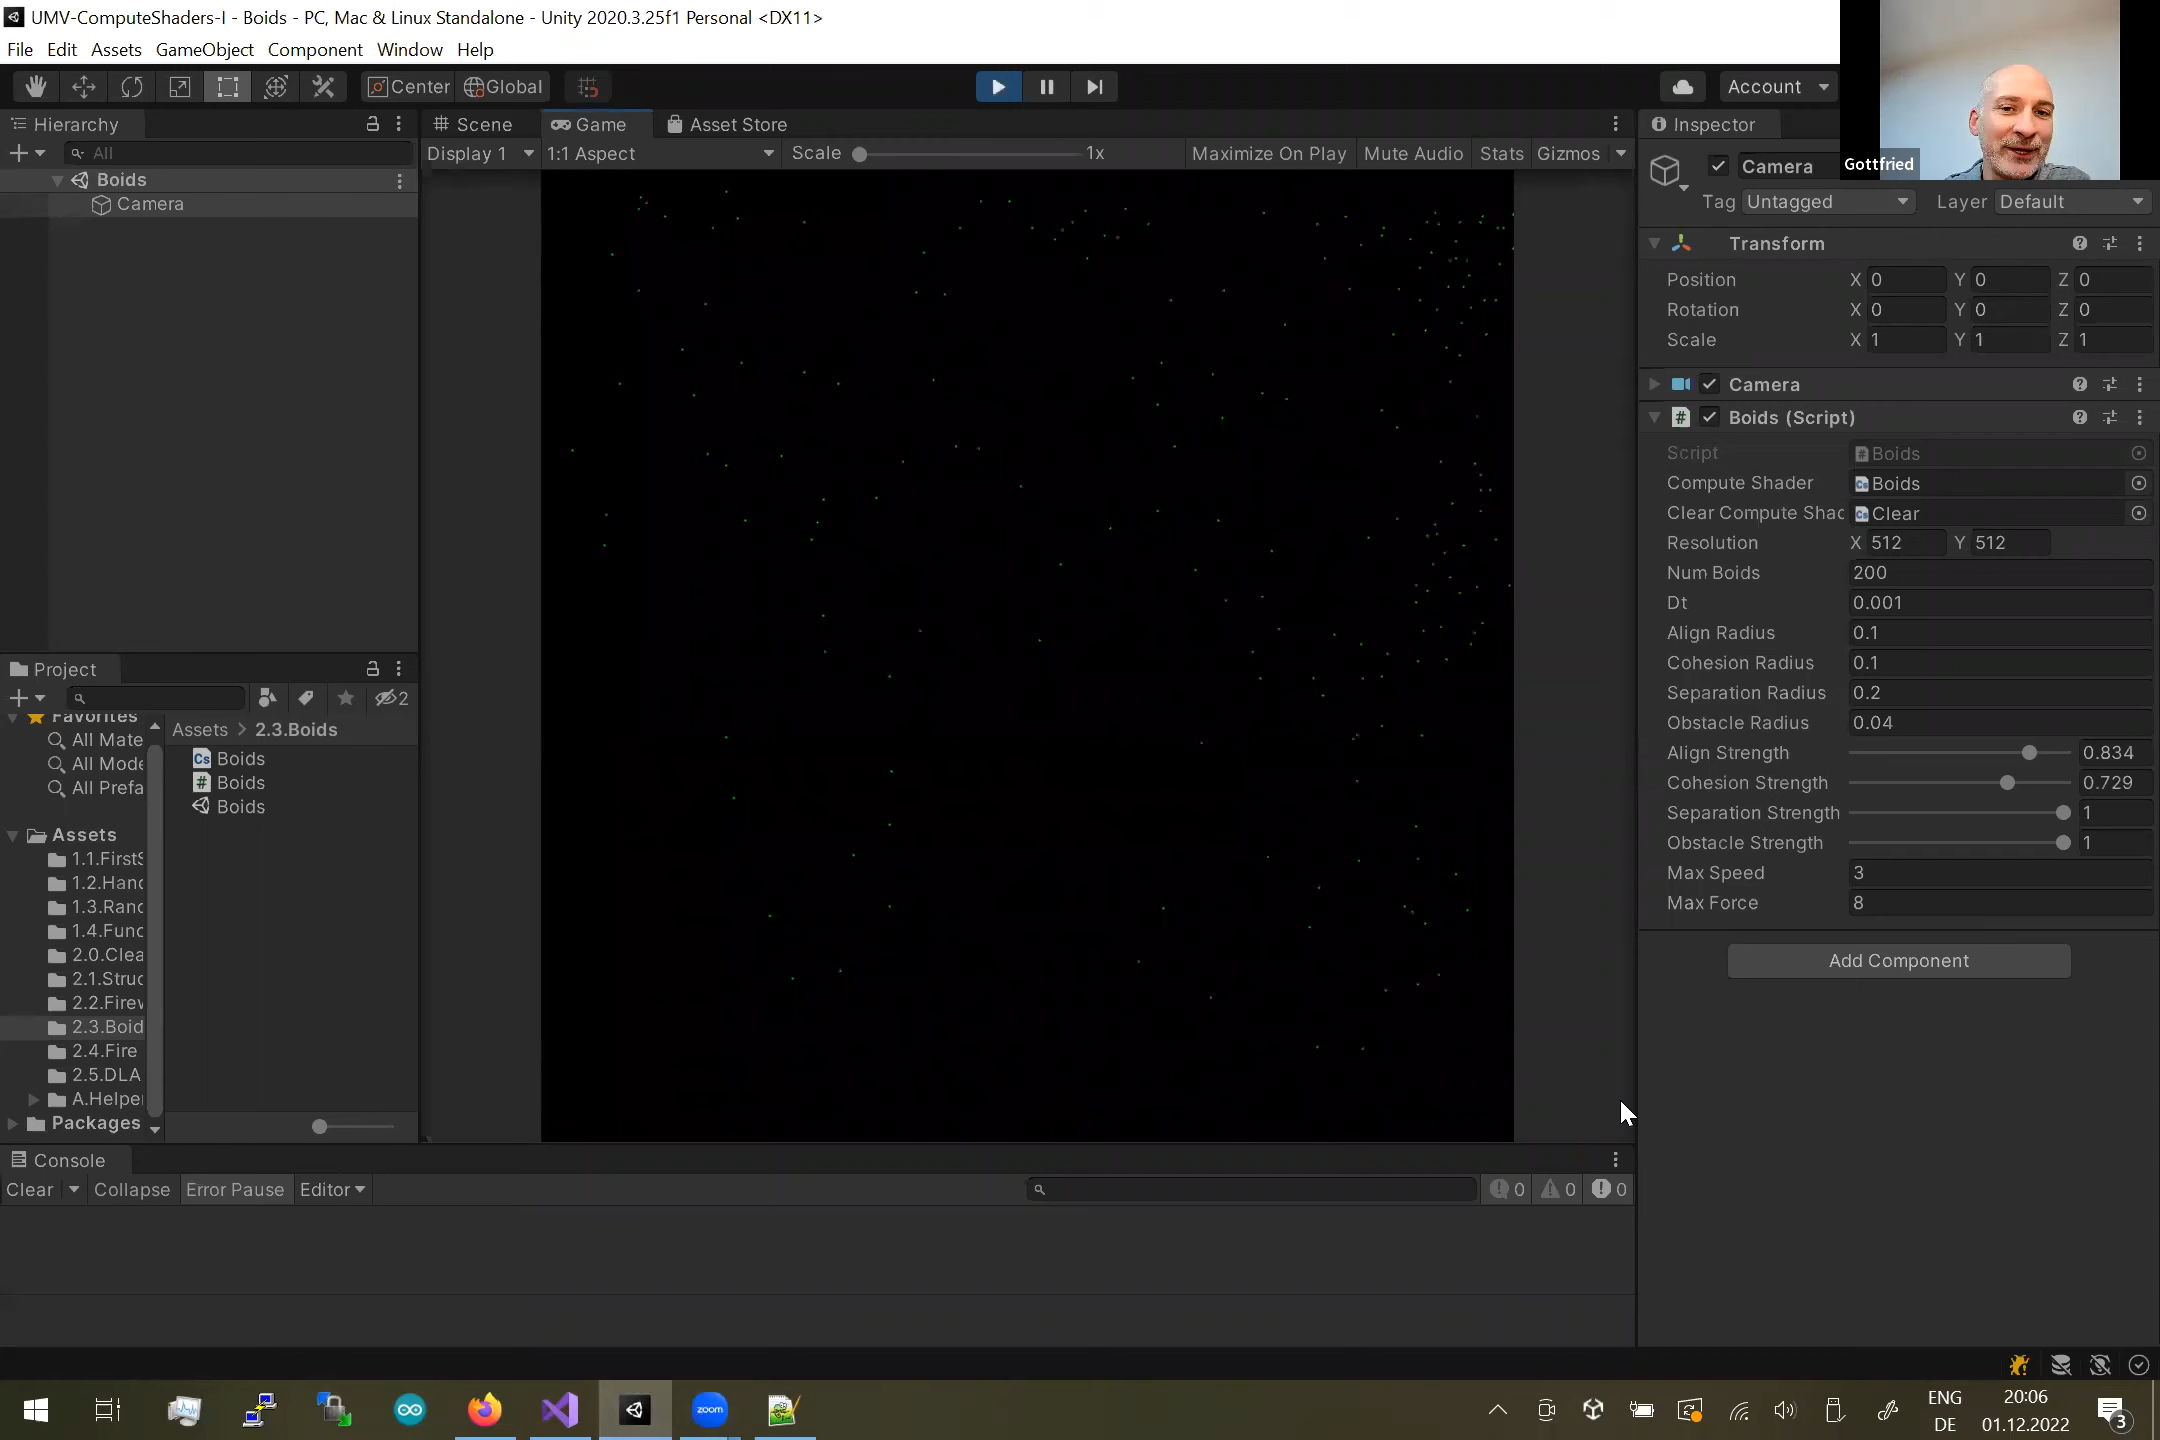 UMV-ComputeShaders-I - Boids - PC, Mac & Linux Standalone - Unity 2020.3.25f1 Personal <DX11>
File Edit Assets GameObject Component Window Help
Center Global
Account
Gottfried
Hierarchy
All
Boids
Camera
Scene Game Asset Store
Display 1 1:1 Aspect Scale 1x Maximize On Play Mute Audio Stats Gizmos
Inspector
Camera
Tag Untagged Layer Default
Transform
Position X 0 Y 0 Z 0
Rotation X 0 Y 0 Z 0
Scale X 1 Y 1 Z 1
Camera
# Boids (Script)
Script # Boids
Compute Shader Cs Boids
Clear Compute Shac Cs Clear
Resolution X 512 Y 512
Num Boids 200
Dt 0.001
Align Radius 0.1
Cohesion Radius 0.1
Separation Radius 0.2
Obstacle Radius 0.04
Align Strength 0.834
Cohesion Strength 0.729
Separation Strength 1
Obstacle Strength 1
Max Speed 3
Max Force 8
Add Component
Project
2
Favorites
All Mate
All Mode
All Prefa
Assets
1.1.FirstS
1.2.Hanc
1.3.Ranc
1.4.Func
2.0.Clea
2.1.Struc
2.2.Firev
2.3.Boid
2.4.Fire
2.5.DLA
A.Helpe
Packages
Assets > 2.3.Boids
Cs Boids
# Boids
Boids
Console
Clear Collapse Error Pause Editor 0 0 0
zoom
ENG
DE
20:06
01.12.2022
3